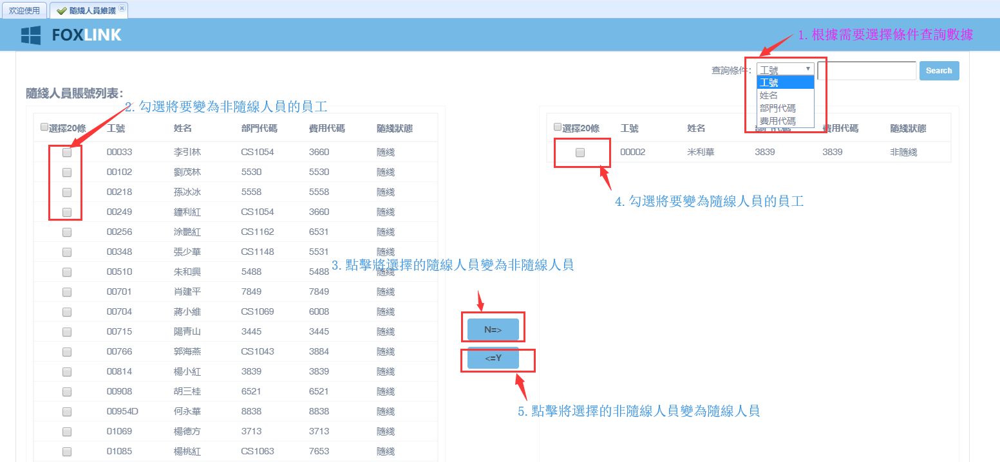 欢迎使用 隨綫人員維護
FOXLINK
1. 根據需要選擇條件查詢數據
查詢條件: 工號 Search
工號
姓名
部門代碼
費用代碼
隨綫人員賬號列表:
2. 勾選將要變為非隨線人員的員工
選擇20條 工號 姓名 部門代碼 費用代碼 隨綫狀態
00033 李引林 CS1054 3660 隨綫
00102 劉茂林 5530 5530 隨綫
00218 孫冰冰 5558 5558 隨綫
00249 鐘利紅 CS1054 3660 隨綫
00256 涂艷紅 CS1162 6531 隨綫
00348 張少華 CS1148 5531 隨綫
00510 朱和興 5488 5488 隨綫
00701 肖建平 7849 7849 隨綫
00704 蔣小維 CS1069 6008 隨綫
00715 陽青山 3445 3445 隨綫
00766 郭海燕 CS1043 3884 隨綫
00814 楊小紅 3839 3839 隨綫
00908 胡三桂 6521 6521 隨綫
00954D 何永華 8838 8838 隨綫
01069 楊德方 3713 3713 隨綫
01085 楊桃紅 CS1063 7653 隨綫
3. 點擊將選擇的隨線人員變為非隨線人員
N=>
<=Y
5. 點擊將選擇的非隨線人員變為隨線人員
選擇20條 工號 姓名 部門代碼 費用代碼 隨綫狀態
00002 米利華 3839 3839 非隨綫
4. 勾選將要變為隨線人員的員工